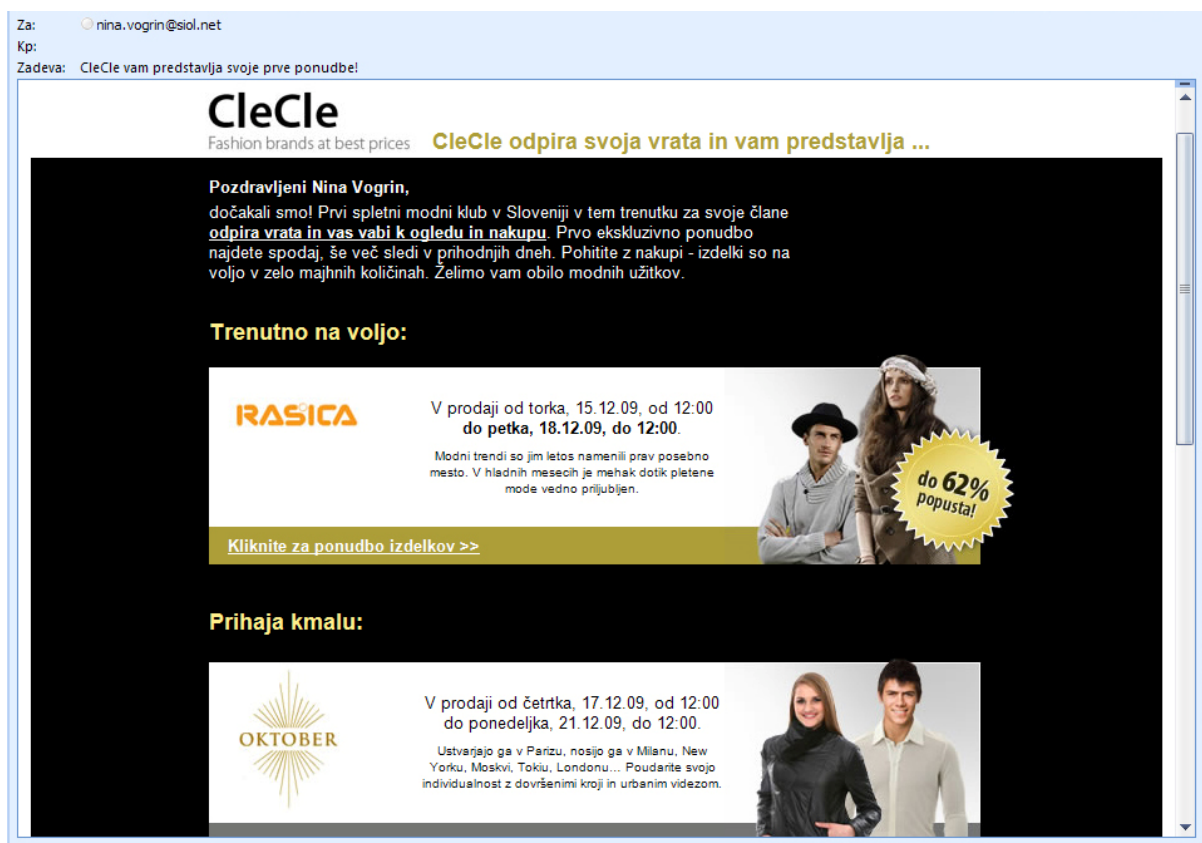 Za: nina.vogrin@siol.net
Kp:
Zadeva: CleCle vam predstavlja svoje prve ponudbe!
CleCle
Fashion brands at best prices
CleCle odpira svoja vrata in vam predstavlja ...
Pozdravljeni Nina Vogrin,
dočakali smo! Prvi spletni modni klub v Sloveniji v tem trenutku za svoje člane
odpira vrata in vas vabi k ogledu in nakupu. Prvo ekskluzivno ponudbo
najdete spodaj, še več sledi v prihodnjih dneh. Pohitite z nakupi - izdelki so na
voljo v zelo majhnih količinah. Želimo vam obilo modnih užitkov.
Trenutno na voljo:
RAŠICA
V prodaji od torka, 15.12.09, od 12:00
do petka, 18.12.09, do 12:00.
Modni trendi so jim letos namenili prav posebno
mesto. V hladnih mesecih je mehak dotik pletene
mode vedno priljubljen.
do 62%
popusta!
Kliknite za ponudbo izdelkov >>
Prihaja kmalu:
OKTOBER
V prodaji od četrtka, 17.12.09, od 12:00
do ponedeljka, 21.12.09, do 12:00.
Ustvarjajo ga v Parizu, nosijo ga v Milanu, New
Yorku, Moskvi, Tokiu, Londonu... Poudarite svojo
individualnost z dovršenimi kroji in urbanim videzom.